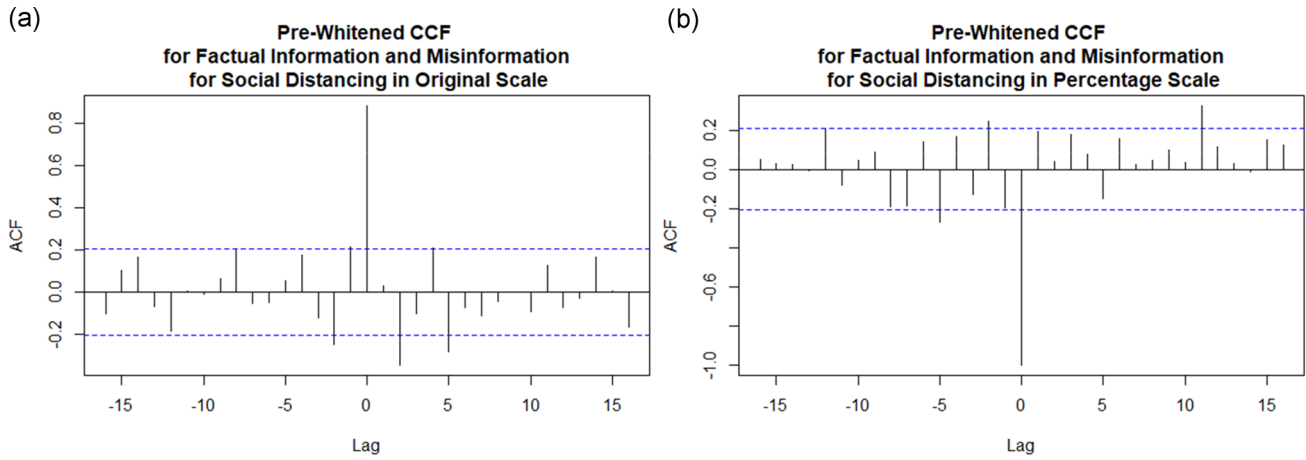 (a)
Pre-Whitened CCF
for Factual Information and Misinformation
for Social Distancing in Original Scale
ACF
0.8
0.6
0.4
0.2
0.0
-0.2
-15 -10 -5 0 5 10 15
Lag
(b)
Pre-Whitened CCF
for Factual Information and Misinformation
for Social Distancing in Percentage Scale
ACF
0.2
0.0
-0.2
-0.6
-1.0
-15 -10 -5 0 5 10 15
Lag